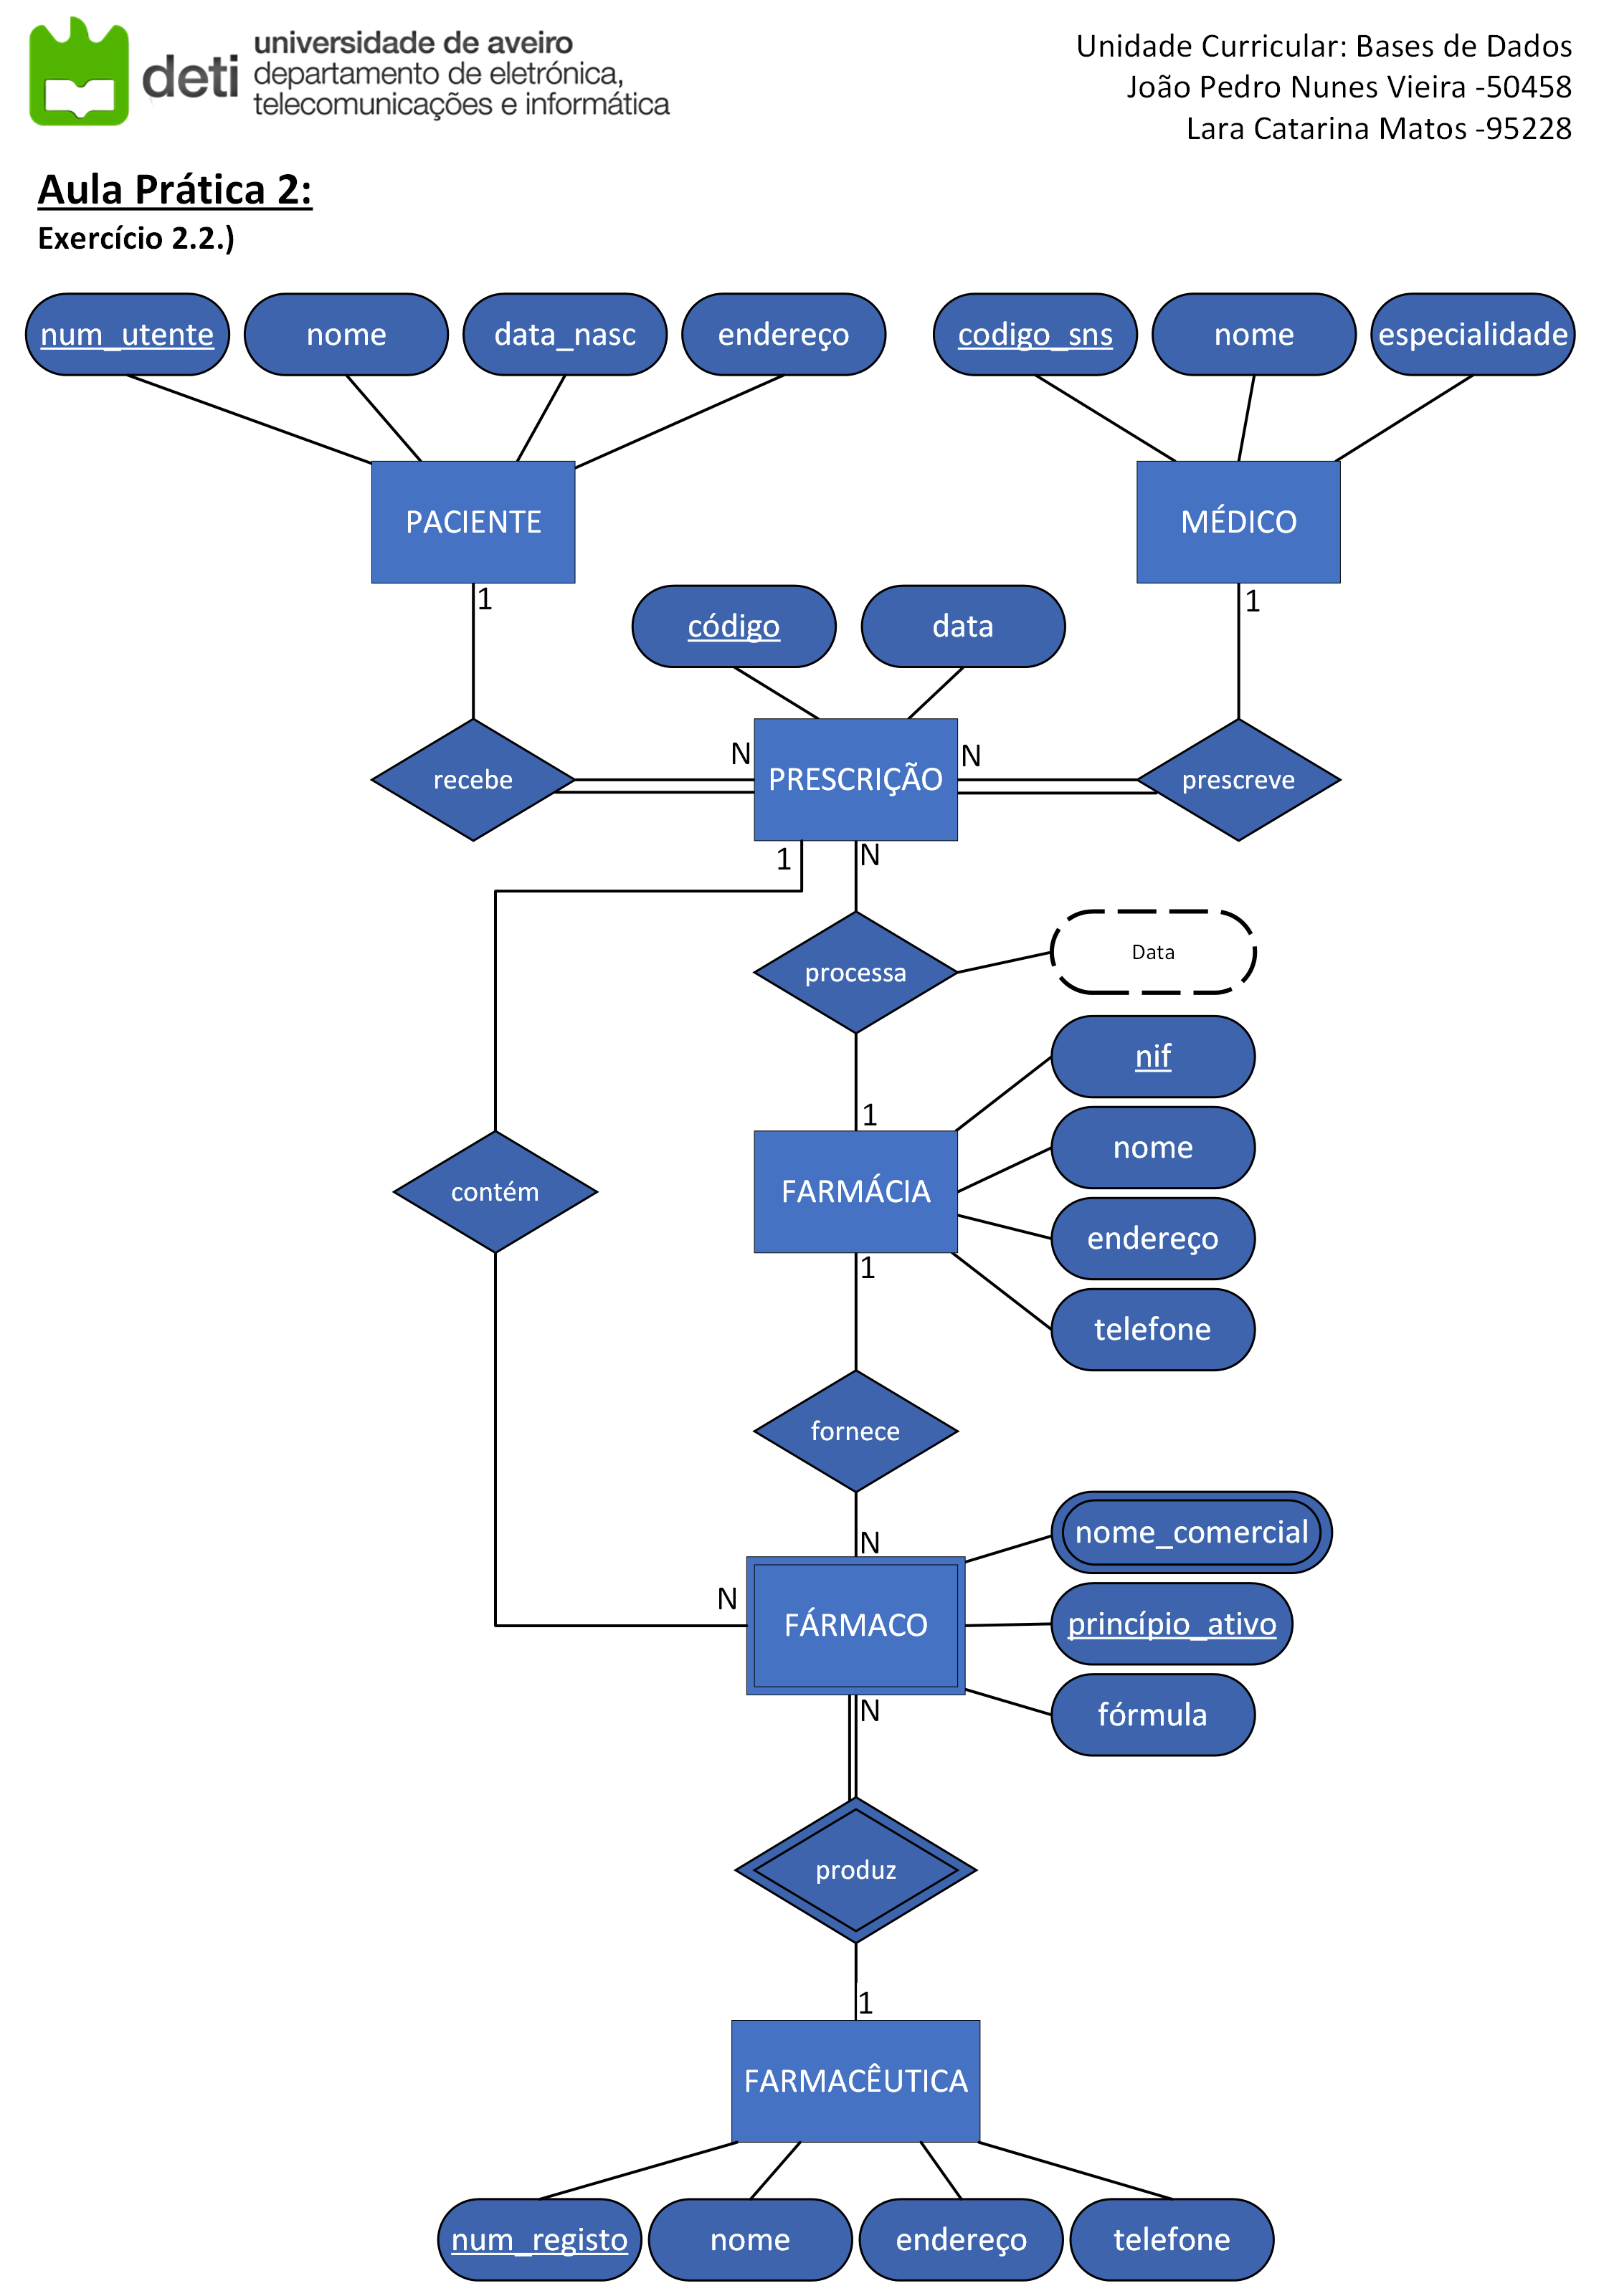 deti
universidade de aveiro
departamento de eletrónica,
telecomunicações e informática
Unidade Curricular: Bases de Dados
João Pedro Nunes Vieira -50458
Lara Catarina Matos -95228
Aula Prática 2:
Exercício 2.2.)
num_utente
nome
data_nasc
endereço
codigo_sns
nome
especialidade
PACIENTE
MÉDICO
1
1
código
data
N
N
recebe
PRESCRIÇÃO
prescreve
1
N
processa
Data
nif
1
nome
contém
FARMÁCIA
endereço
1
telefone
fornece
N
nome_comercial
N
FÁRMACO
princípio_ativo
N
fórmula
produz
1
FARMACÊUTICA
num_registo
nome
endereço
telefone